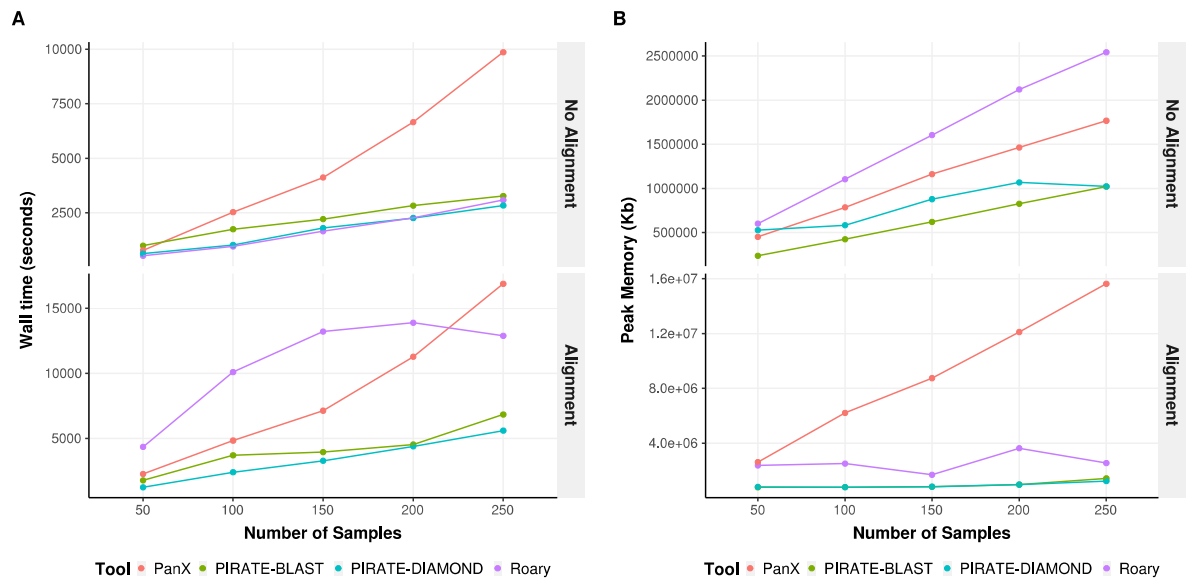 A
10000
7500
5000
2500
No Alignment
15000
10000
5000
Alignment
Wall time (seconds)
50 100 150 200 250
Number of Samples
Tool PanX PIRATE-BLAST PIRATE-DIAMOND Roary
B
2500000
2000000
1500000
1000000
500000
No Alignment
1.6e+07
1.2e+07
8.0e+06
4.0e+06
Alignment
Peak Memory (Kb)
50 100 150 200 250
Number of Samples
Tool PanX PIRATE-BLAST PIRATE-DIAMOND Roary